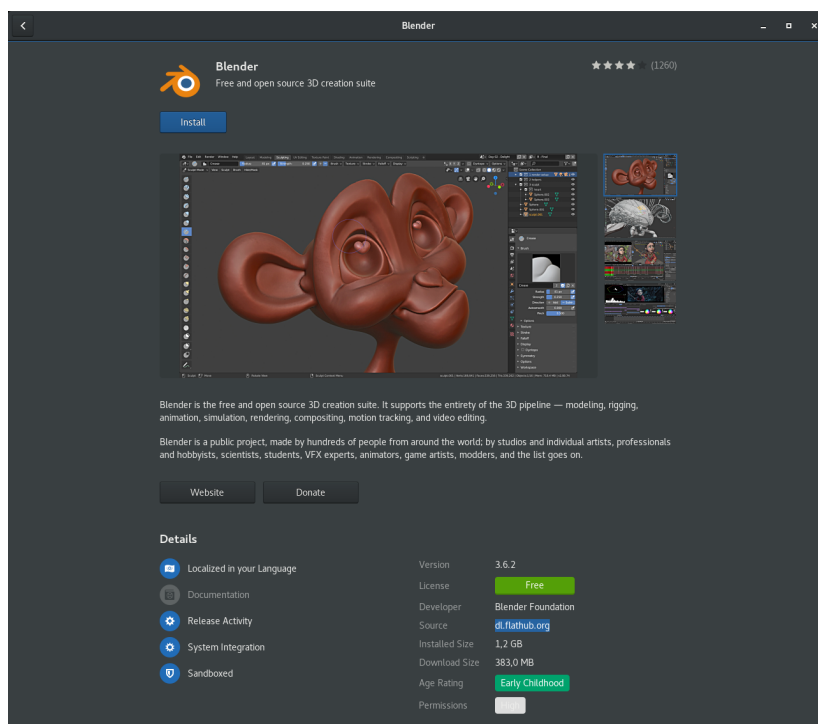 Blender
Blender
Free and open source 3D creation suite
(1260)
Install
Blender is the free and open source 3D creation suite. It supports the entirety of the 3D pipeline — modeling, rigging,
animation, simulation, rendering, compositing, motion tracking, and video editing.
Blender is a public project, made by hundreds of people from around the world; by studios and individual artists, professionals
and hobbyists, scientists, students, VFX experts, animators, game artists, modders, and the list goes on.
Website
Donate
Details
Localized in your Language
Documentation
Release Activity
System Integration
Sandboxed
Version 3.6.2
License Free
Developer Blender Foundation
Source dl.flathub.org
Installed Size 1,2 GB
Download Size 383,0 MB
Age Rating Early Childhood
Permissions